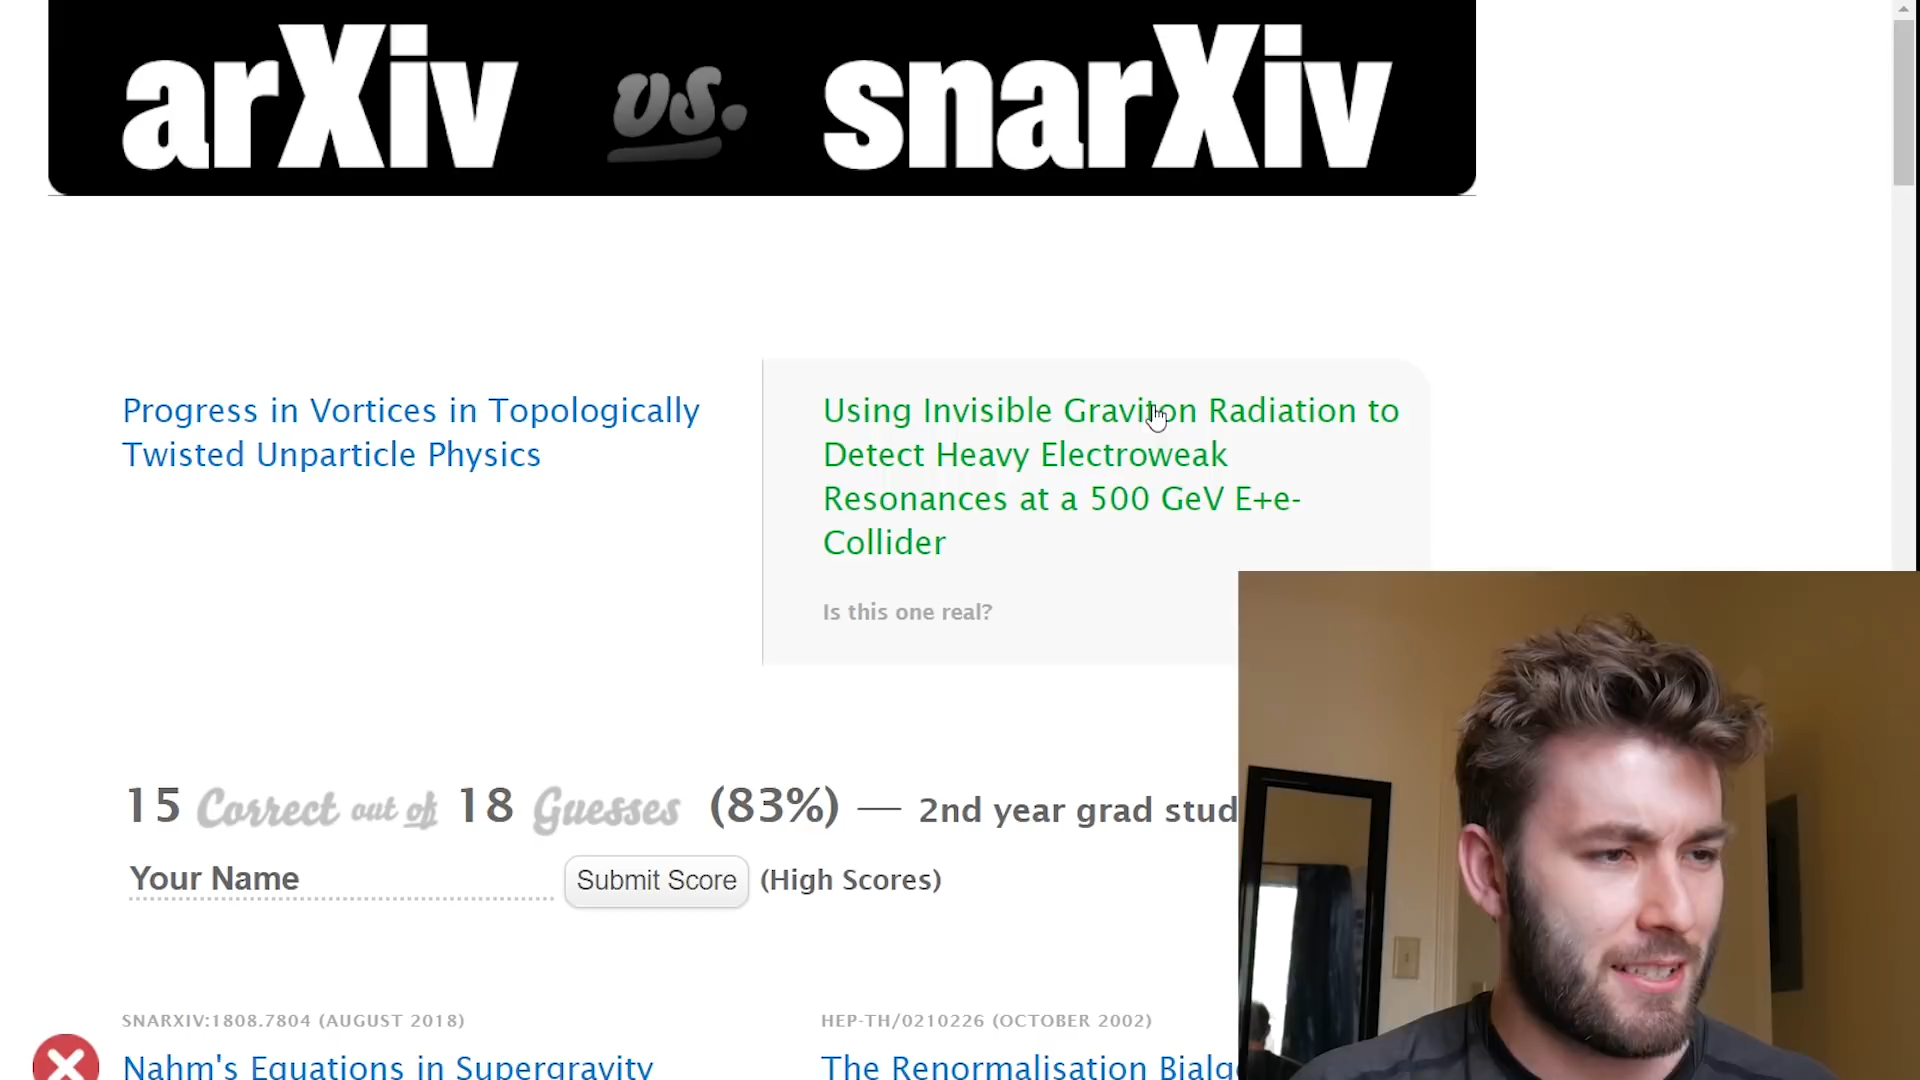 arXiv vs. snarXiv
Progress in Vortices in Topologically
Twisted Unparticle Physics
Using Invisible Graviton Radiation to
Detect Heavy Electroweak
Resonances at a 500 GeV E+e-
Collider
Is this one real?
15 Correct out of 18 Guesses (83%) — 2nd year grad stud
Your Name
Submit Score (High Scores)
SNARXIV:1808.7804 (AUGUST 2018)
Nahm's Equations in Supergravity
HEP-TH/0210226 (OCTOBER 2002)
The Renormalisation Bialg